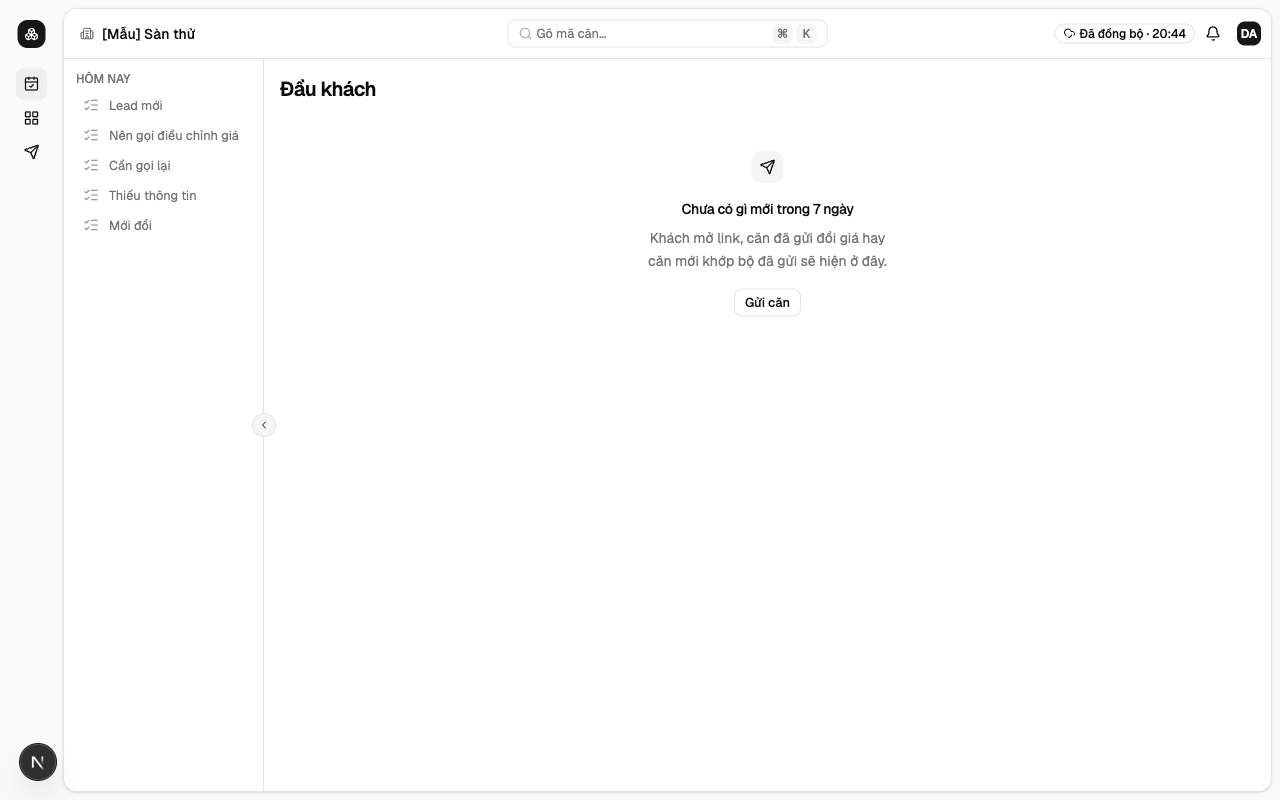 [Mẫu] Sàn thử
Gõ mã căn...
⌘ K
Đã đồng bộ · 20:44
DA
HÔM NAY
Lead mới
Nên gọi điều chỉnh giá
Cần gọi lại
Thiếu thông tin
Mới đổi
Đầu khách
Chưa có gì mới trong 7 ngày
Khách mở link, căn đã gửi đổi giá hay
căn mới khớp bộ đã gửi sẽ hiện ở đây.
Gửi căn
N